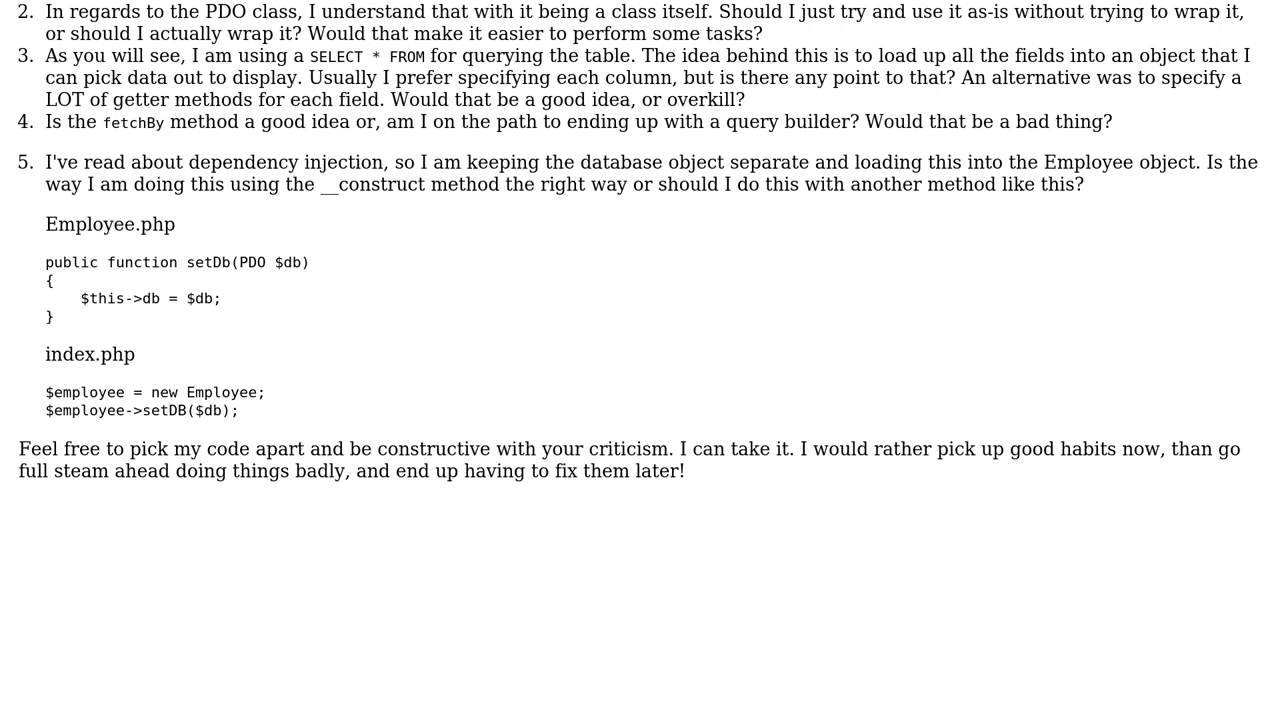 2. In regards to the PDO class, I understand that with it being a class itself. Should I just try and use it as-is without trying to wrap it,
or should I actually wrap it? Would that make it easier to perform some tasks?
3. As you will see, I am using a SELECT * FROM for querying the table. The idea behind this is to load up all the fields into an object that I
can pick data out to display. Usually I prefer specifying each column, but is there any point to that? An alternative was to specify a
LOT of getter methods for each field. Would that be a good idea, or overkill?
4. Is the fetchBy method a good idea or, am I on the path to ending up with a query builder? Would that be a bad thing?
5. I've read about dependency injection, so I am keeping the database object separate and loading this into the Employee object. Is the
way I am doing this using the __construct method the right way or should I do this with another method like this?
Employee.php
public function setDb(PDO $db)
{
    $this->db = $db;
}
index.php
$employee = new Employee;
$employee->setDB($db);
Feel free to pick my code apart and be constructive with your criticism. I can take it. I would rather pick up good habits now, than go
full steam ahead doing things badly, and end up having to fix them later!